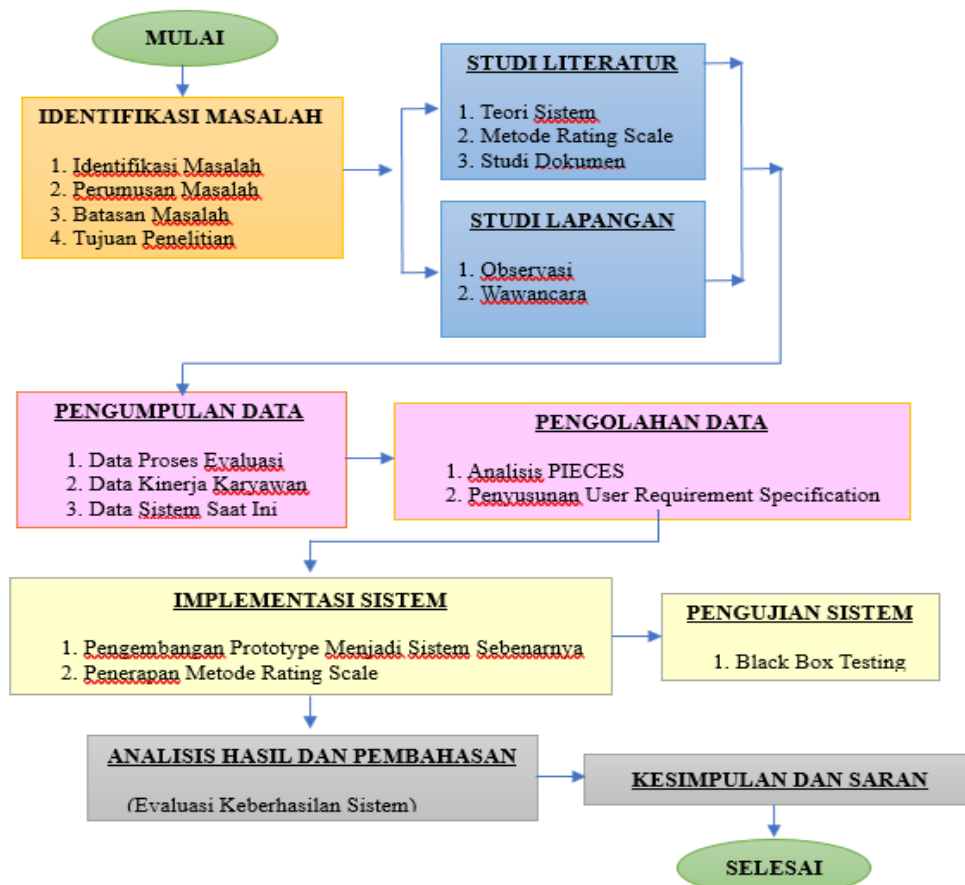 MULAI
IDENTIFIKASI MASALAH
1. Identifikasi Masalah
2. Perumusan Masalah
3. Batasan Masalah
4. Tujuan Penelitian
STUDI LITERATUR
1. Teori Sistem
2. Metode Rating Scale
3. Studi Dokumen
STUDI LAPANGAN
1. Observasi
2. Wawancara
PENGUMPULAN DATA
1. Data Proses Evaluasi
2. Data Kinerja Karyawan
3. Data Sistem Saat Ini
PENGOLAHAN DATA
1. Analisis PIECES
2. Penyusunan User Requirement Specification
IMPLEMENTASI SISTEM
1. Pengembangan Prototype Menjadi Sistem Sebenarnya
2. Penerapan Metode Rating Scale
PENGUJIAN SISTEM
1. Black Box Testing
ANALISIS HASIL DAN PEMBAHASAN
(Evaluasi Keberhasilan Sistem)
KESIMPULAN DAN SARAN
SELESAI